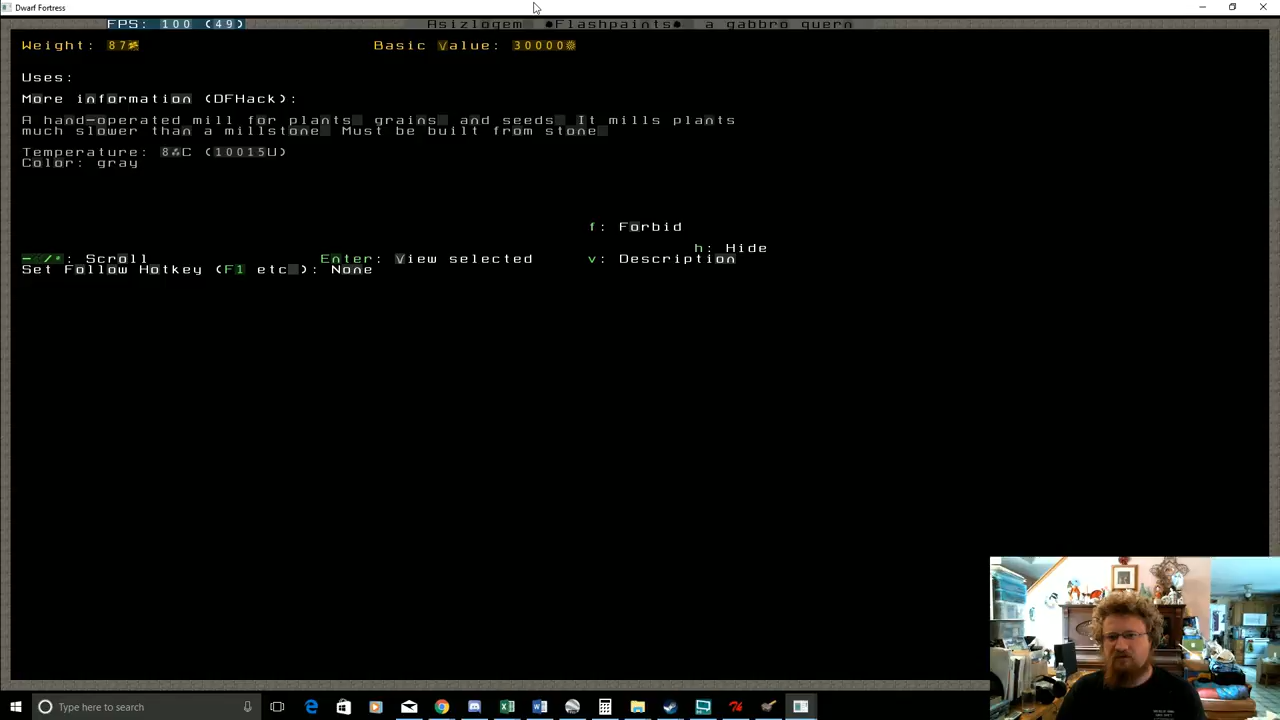 Dwarf Fortress
FPS: 100 (49) Asizlogem *Flashpaints* a gabbro quern
Weight: 87 Basic Value: 30000☼
Uses:
More information (DFHack):
A hand-operated mill for plants grains and seeds It mills plants
much slower than a millstone Must be built from stone
Temperature: 8 C (10015U)
Color: gray
f: Forbid
h: Hide
-/*: Scroll Enter: View selected v: Description
Set Follow Hotkey (F1 etc ): None
Type here to search